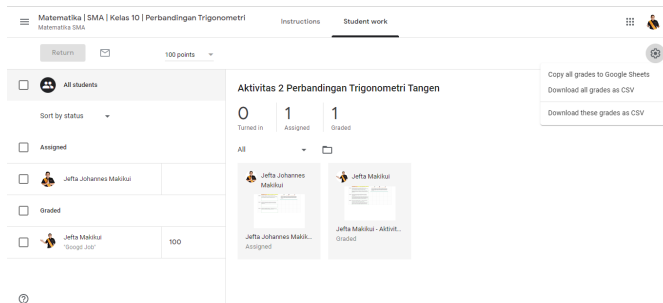 Matematika | SMA | Kelas 10 | Perbandingan Trigonometri
Matematika SMA
Instructions
Student work
Return
100 points
All students
Sort by status
Assigned
Jefta Johannes Makikui
Graded
Jefta Makikui
"Googd Job"
100
Aktivitas 2 Perbandingan Trigonometri Tangen
0
Turned in
1
Assigned
1
Graded
All
Jefta Johannes
Makikui
Jefta Johannes Makik...
Assigned
Jefta Makikui
Jefta Makikui - Aktivit...
Graded
Copy all grades to Google Sheets
Download all grades as CSV
Download these grades as CSV